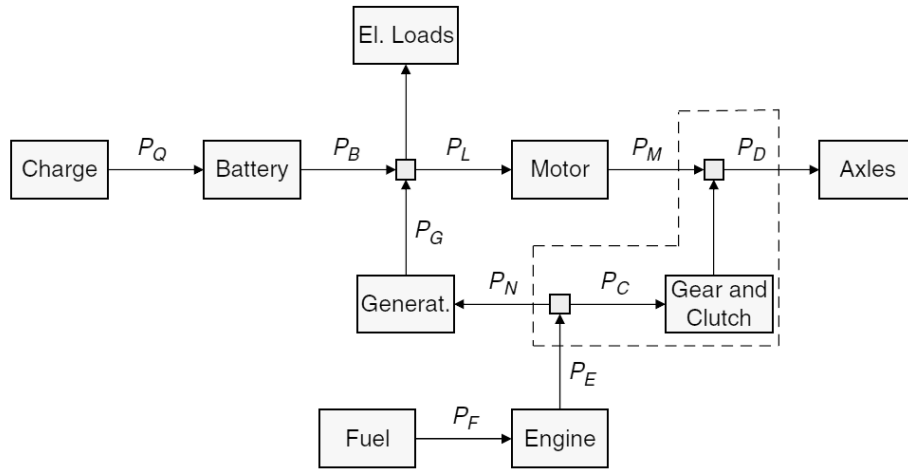 El. Loads
P_Q P_B P_L P_M P_D
Charge Battery Motor Axles
P_G
P_N P_C
Generat. Gear and
Clutch
P_E
P_F
Fuel Engine